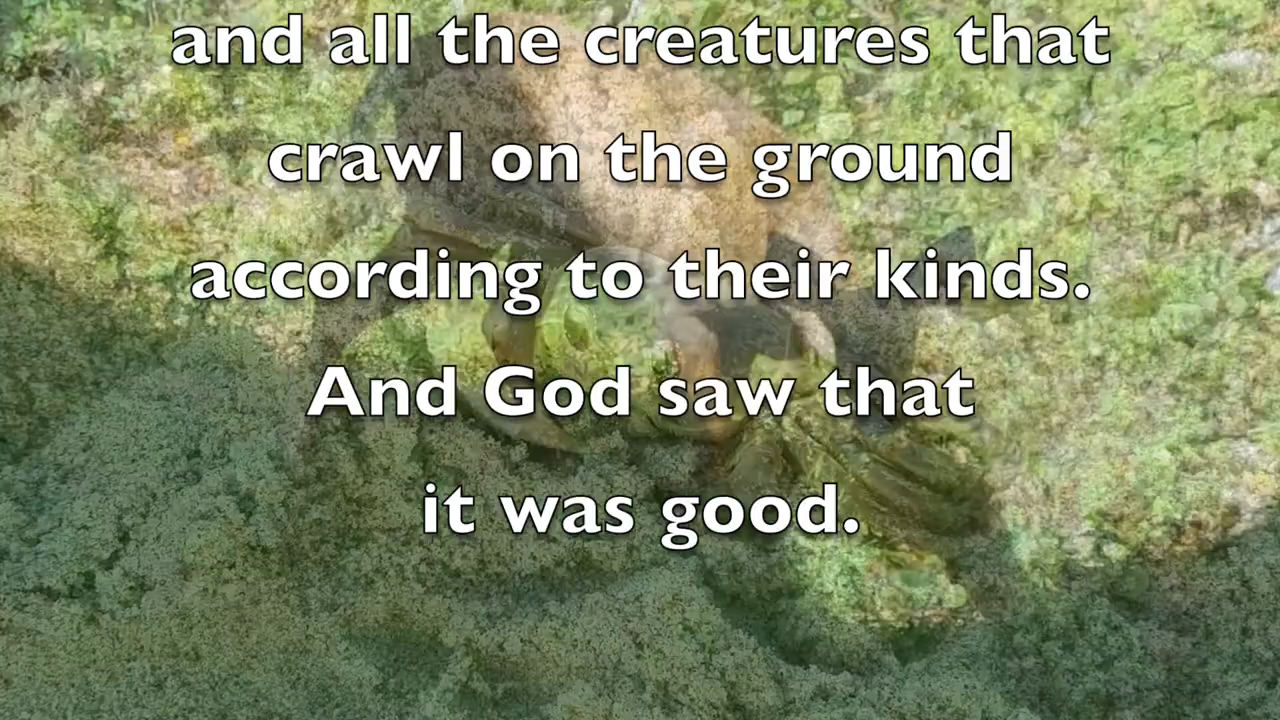 and all the creatures that
crawl on the ground
according to their kinds.
And God saw that
it was good.